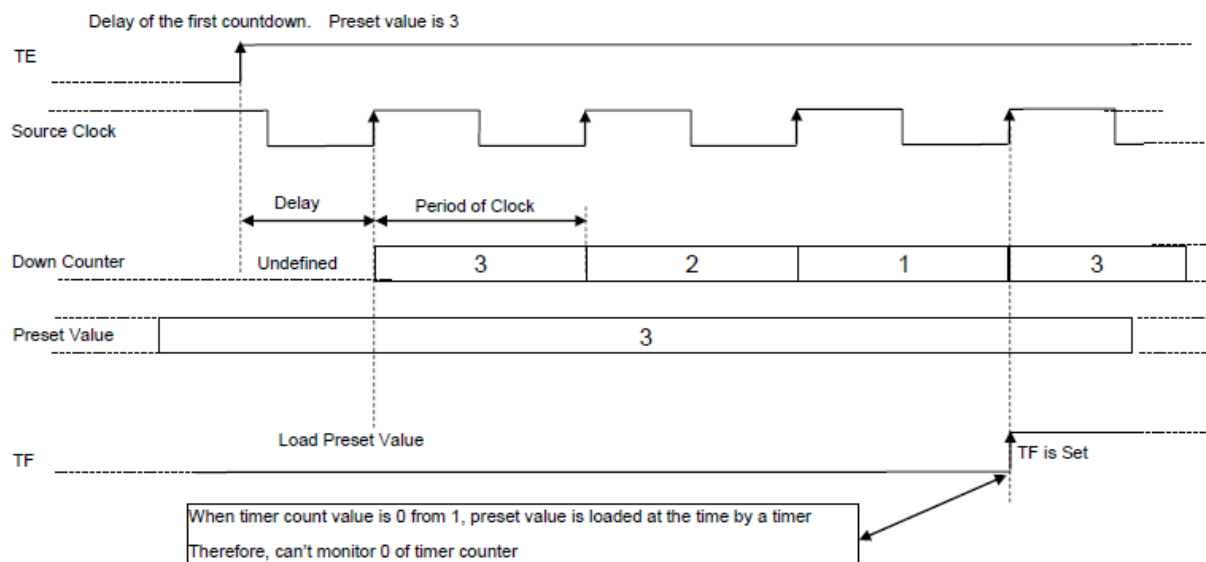 Delay of the first countdown. Preset value is 3
TE
Source Clock
Delay
Period of Clock
Down Counter
Undefined
3
2
1
3
Preset Value
3
Load Preset Value
TF
TF is Set
When timer count value is 0 from 1, preset value is loaded at the time by a timer
Therefore, can't monitor 0 of timer counter